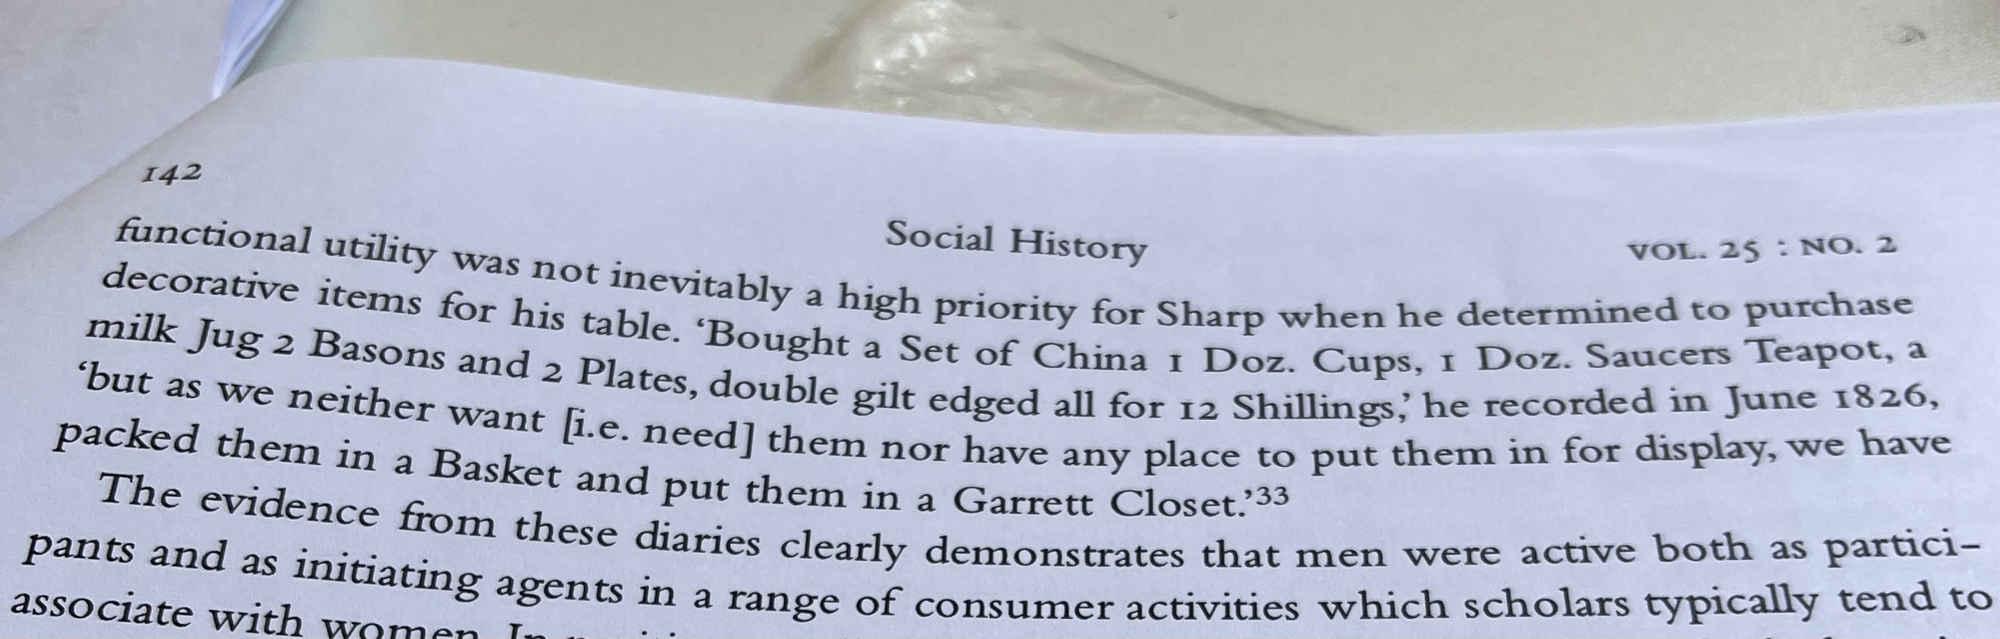 142
Social History
VOL. 25 : NO. 2
functional utility was not inevitably a high priority for Sharp when he determined to purchase
decorative items for his table. ‘Bought a Set of China 1 Doz. Cups, 1 Doz. Saucers Teapot, a
milk Jug 2 Basons and 2 Plates, double gilt edged all for 12 Shillings,’ he recorded in June 1826,
‘but as we neither want [i.e. need] them nor have any place to put them in for display, we have
packed them in a Basket and put them in a Garrett Closet.’33
The evidence from these diaries clearly demonstrates that men were active both as partici-
pants and as initiating agents in a range of consumer activities which scholars typically tend to
associate with women. In